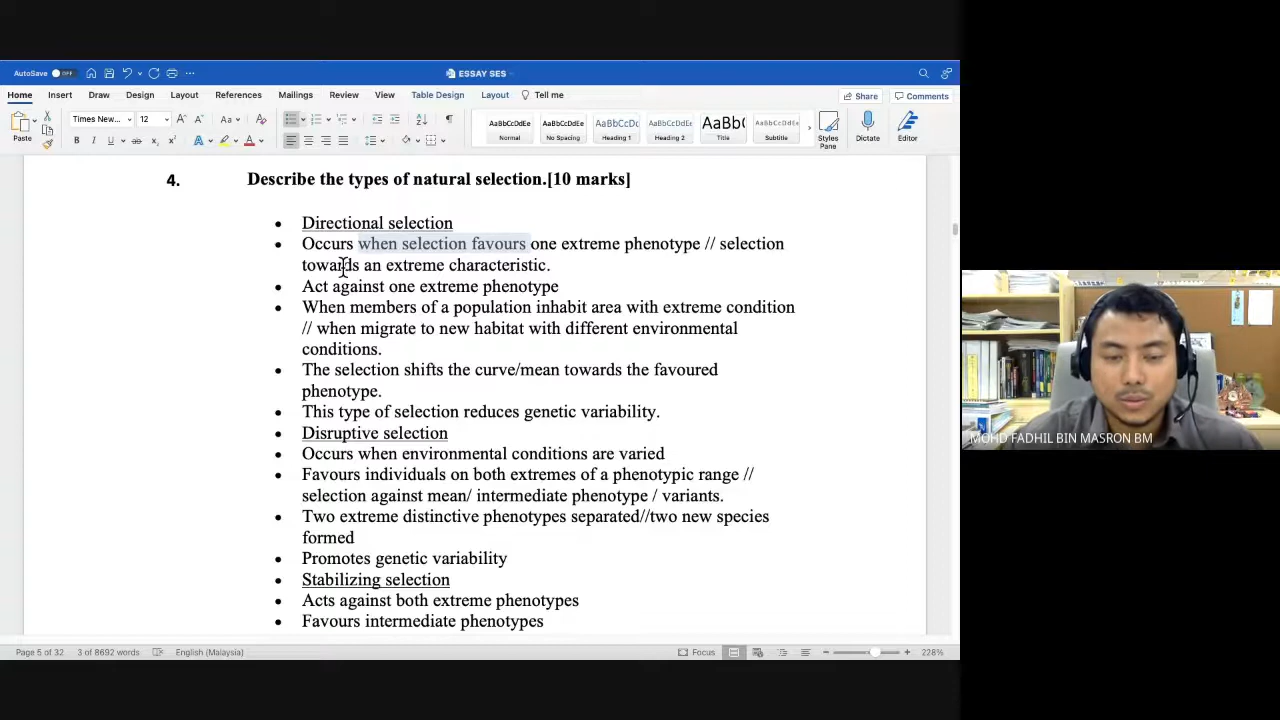 AutoSave OFF
ESSAY SES
Home Insert Draw Design Layout References Mailings Review View Table Design Layout Tell me
Share Comments
Paste
Times New... 12
AaBbCcDdEe Normal
AaBbCcDdEe No Spacing
AaBbCcDc Heading 1
AaBbCcDdEe Heading 2
AaBb( Title
AaBbCcDdEe Subtitle
Styles Pane
Dictate
Editor
4. Describe the types of natural selection.[10 marks]
• Directional selection
• Occurs when selection favours one extreme phenotype // selection
towards an extreme characteristic.
• Act against one extreme phenotype
• When members of a population inhabit area with extreme condition
// when migrate to new habitat with different environmental
conditions.
• The selection shifts the curve/mean towards the favoured
phenotype.
• This type of selection reduces genetic variability.
• Disruptive selection
• Occurs when environmental conditions are varied
• Favours individuals on both extremes of a phenotypic range //
selection against mean/ intermediate phenotype / variants.
• Two extreme distinctive phenotypes separated//two new species
formed
• Promotes genetic variability
• Stabilizing selection
• Acts against both extreme phenotypes
• Favours intermediate phenotypes
MOHD FADHIL BIN MASRON BM
Page 5 of 32 3 of 8692 words English (Malaysia) Focus 228%